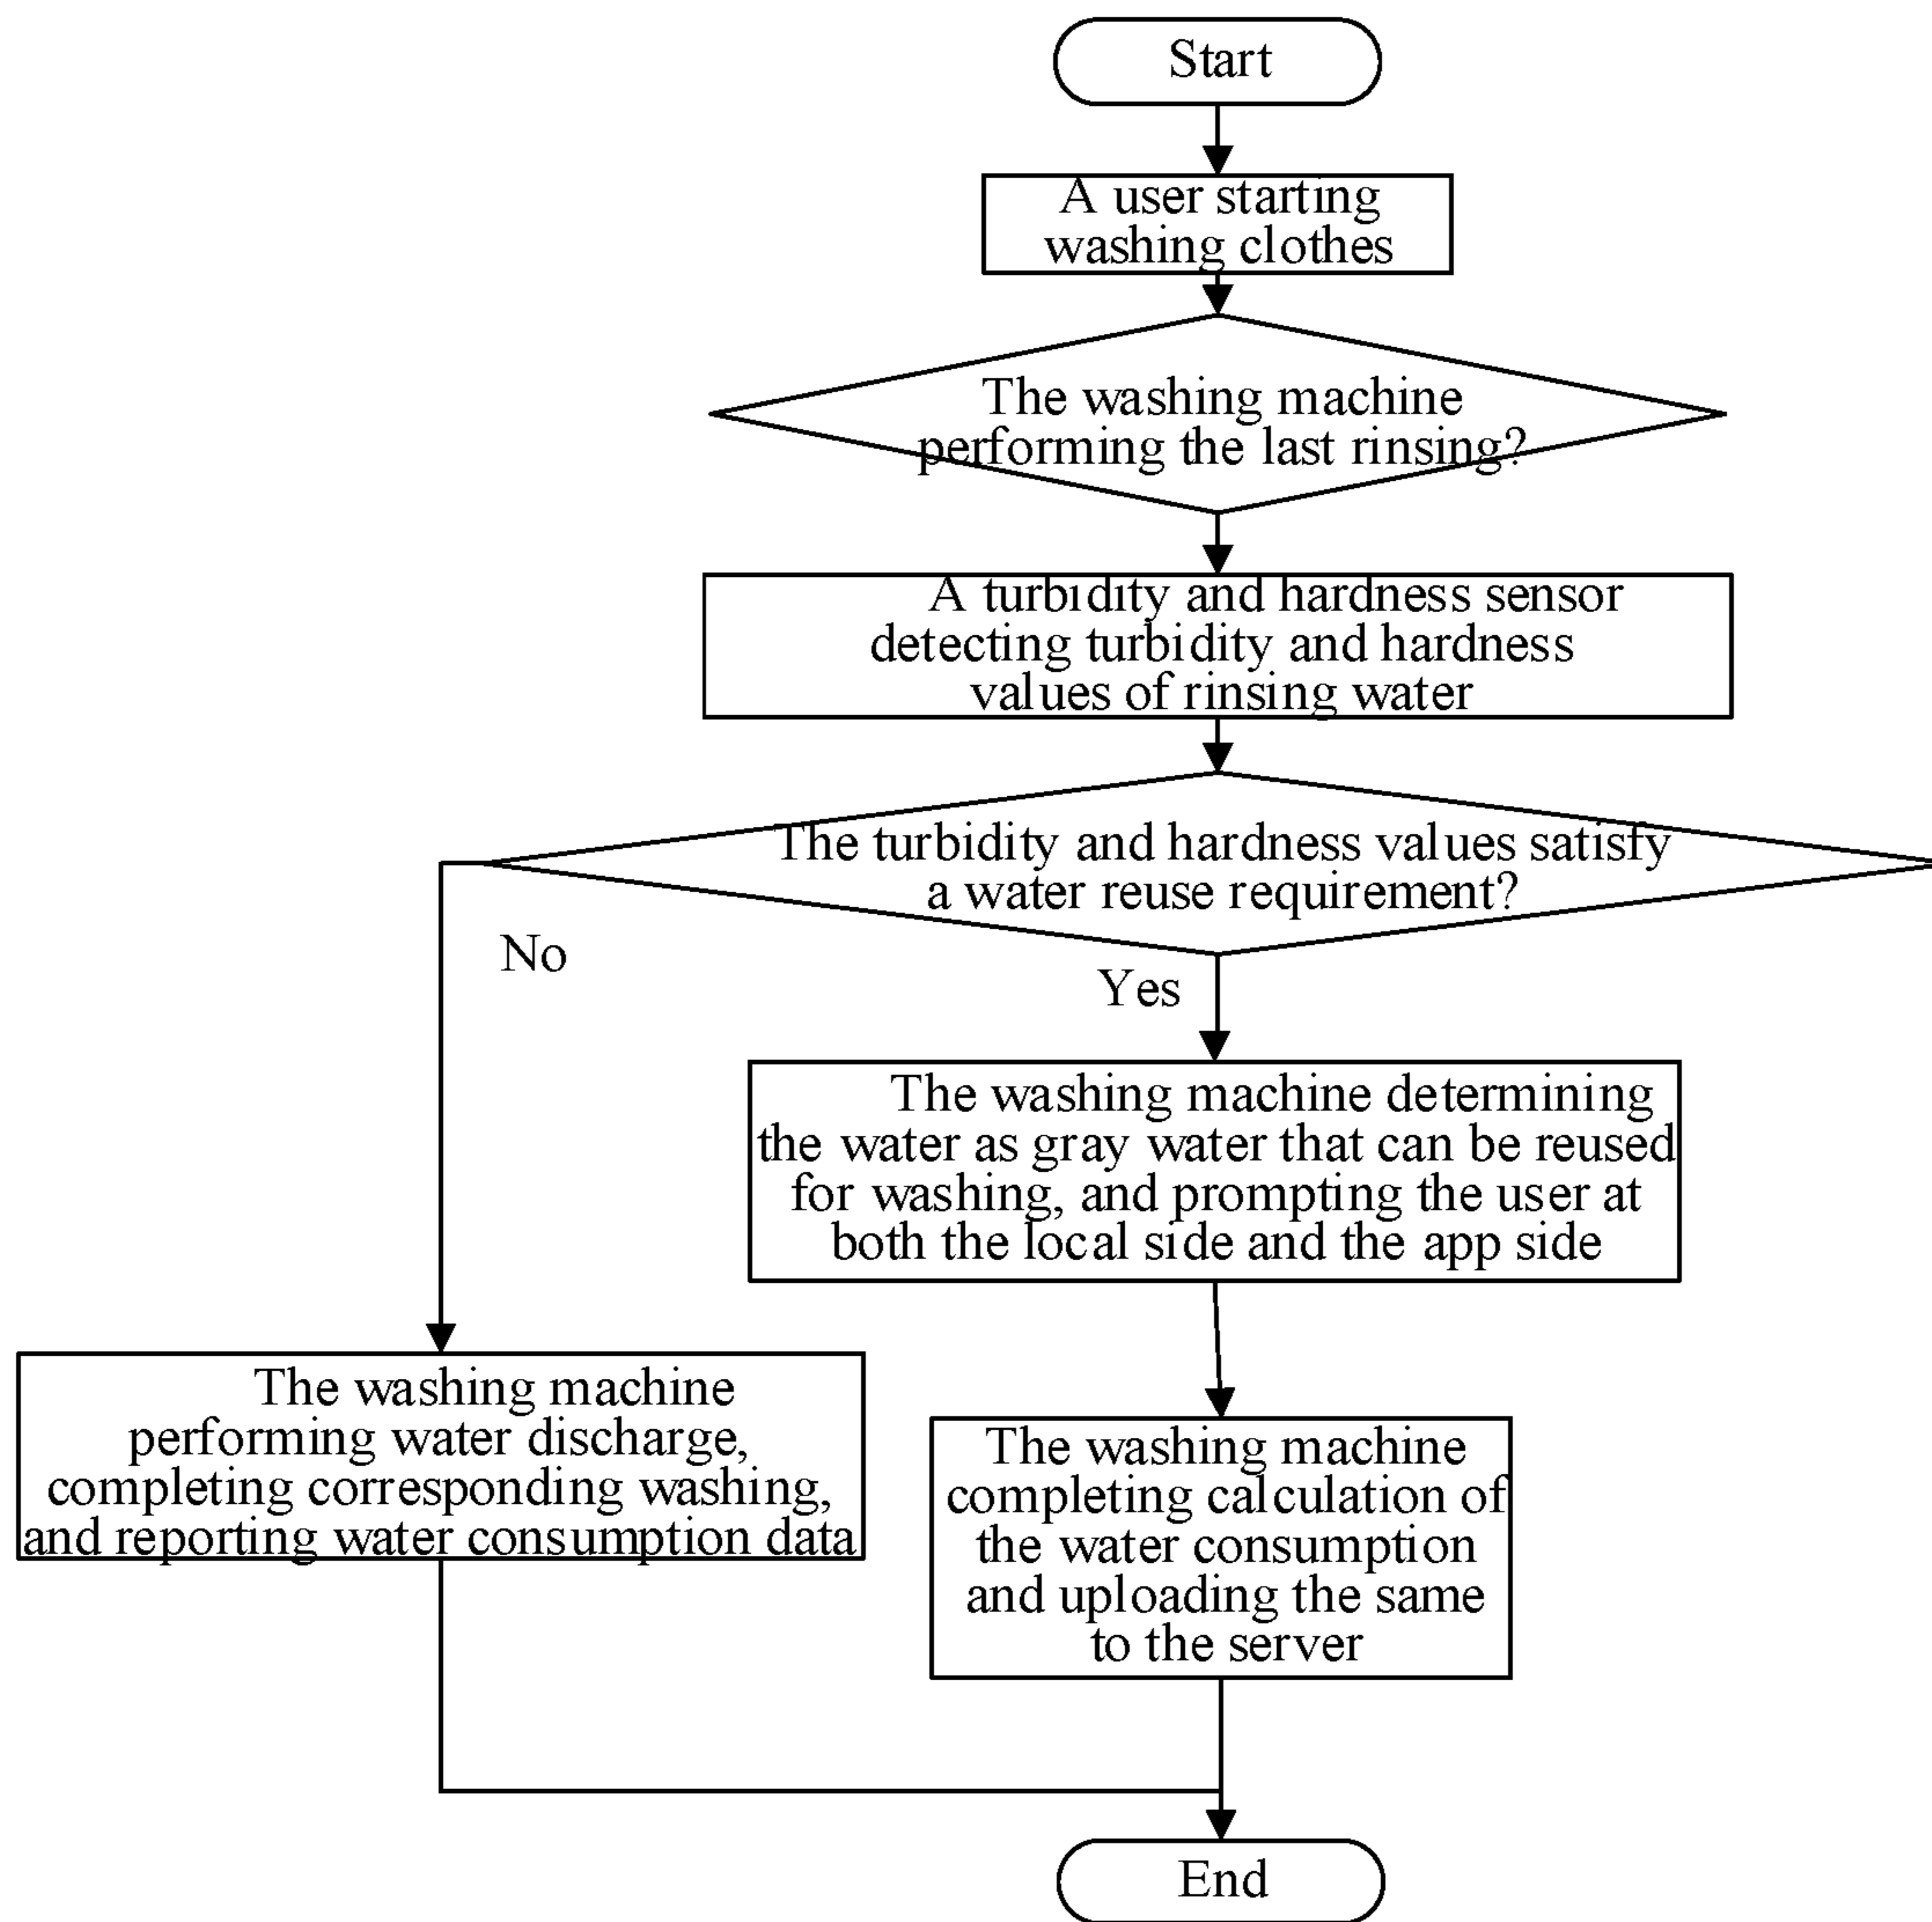 Start
A user starting
washing clothes
The washing machine
performing the last rinsing?
A turbidity and hardness sensor
detecting turbidity and hardness
values of rinsing water
The turbidity and hardness values satisfy
a water reuse requirement?
No
Yes
The washing machine determining
the water as gray water that can be reused
for washing, and prompting the user at
both the local side and the app side
The washing machine
performing water discharge,
completing corresponding washing,
and reporting water consumption data
The washing machine
completing calculation of
the water consumption
and uploading the same
to the server
End